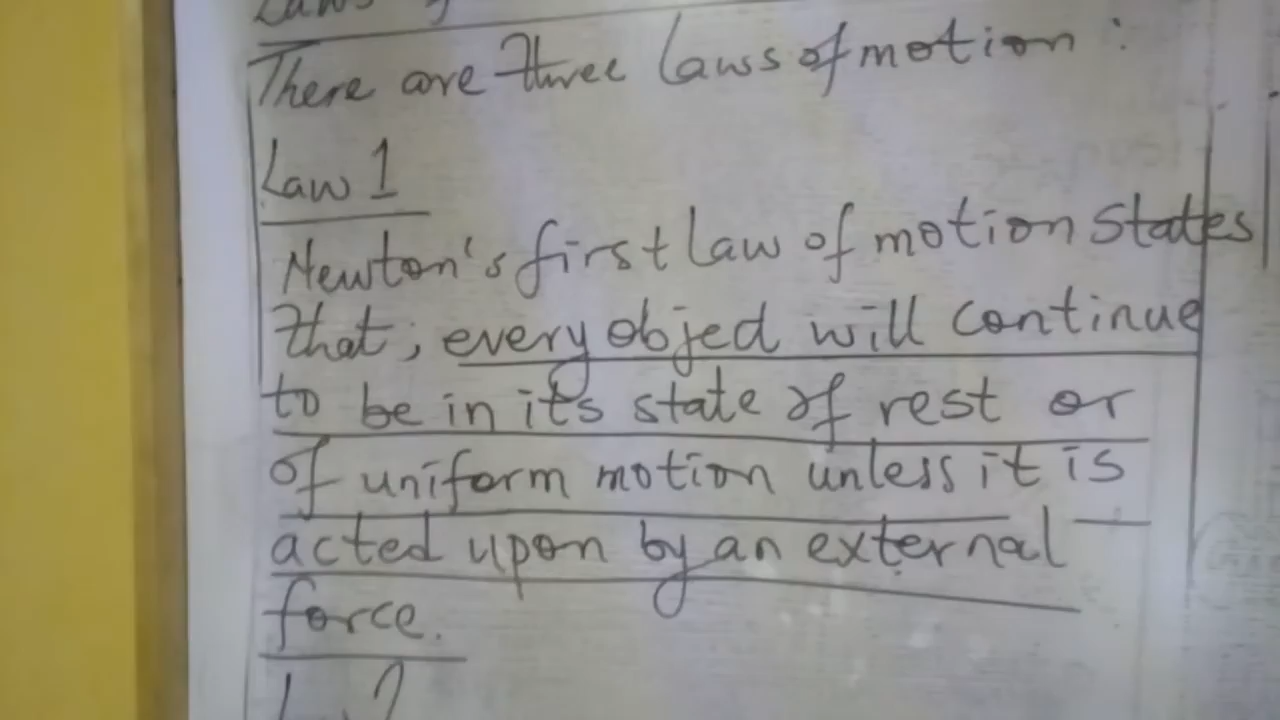 Laws
There are three laws of motion :
Law 1
Newton's first law of motion states
that, every object will continue
to be in its state of rest or
of uniform motion unless it is
acted upon by an external
force.